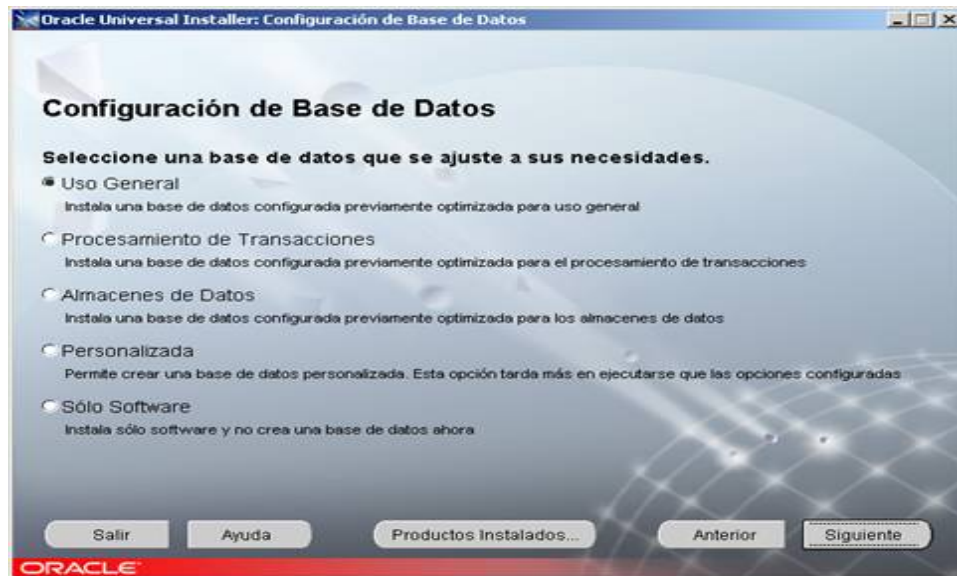 Oracle Universal Installer: Configuración de Base de Datos
Configuración de Base de Datos
Seleccione una base de datos que se ajuste a sus necesidades.
Uso General
Instala una base de datos configurada previamente optimizada para uso general
Procesamiento de Transacciones
Instala una base de datos configurada previamente optimizada para el procesamiento de transacciones
Almacenes de Datos
Instala una base de datos configurada previamente optimizada para los almacenes de datos
Personalizada
Permite crear una base de datos personalizada. Esta opción tarda más en ejecutarse que las opciones configuradas
Sólo Software
Instala sólo software y no crea una base de datos ahora
Salir Ayuda Productos Instalados... Anterior Siguiente
ORACLE